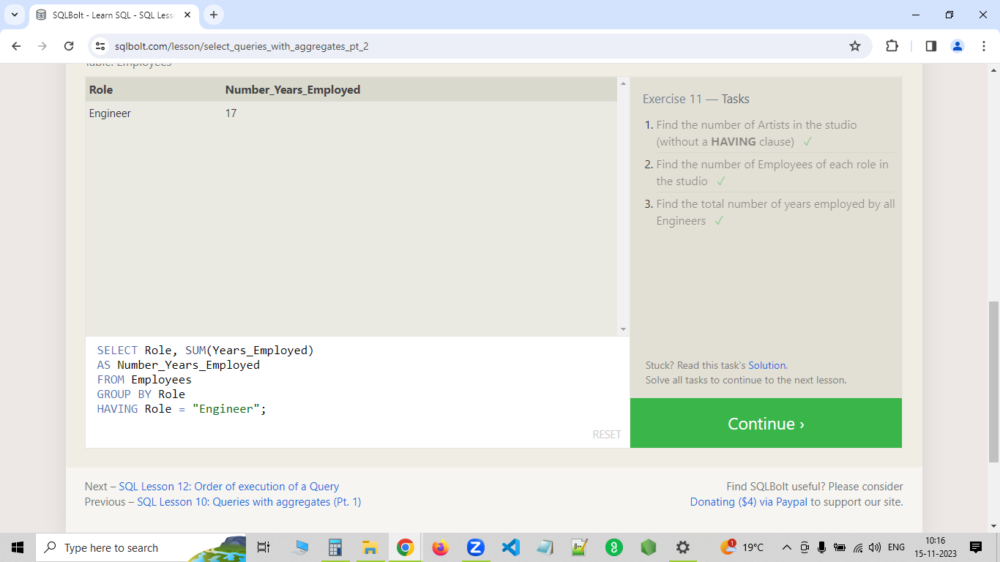 SQLBolt - Learn SQL - SQL Less
sqlbolt.com/lesson/select_queries_with_aggregates_pt_2
Table: Employees
Role Number_Years_Employed
Engineer 17
Exercise 11 — Tasks
1. Find the number of Artists in the studio
(without a HAVING clause) ✓
2. Find the number of Employees of each role in
the studio ✓
3. Find the total number of years employed by all
Engineers ✓
Stuck? Read this task's Solution.
Solve all tasks to continue to the next lesson.
Continue ›
SELECT Role, SUM(Years_Employed)
AS Number_Years_Employed
FROM Employees
GROUP BY Role
HAVING Role = "Engineer";
RESET
Next – SQL Lesson 12: Order of execution of a Query
Previous – SQL Lesson 10: Queries with aggregates (Pt. 1)
Find SQLBolt useful? Please consider
Donating ($4) via Paypal to support our site.
Type here to search
1
19°C
ENG
10:16
15-11-2023